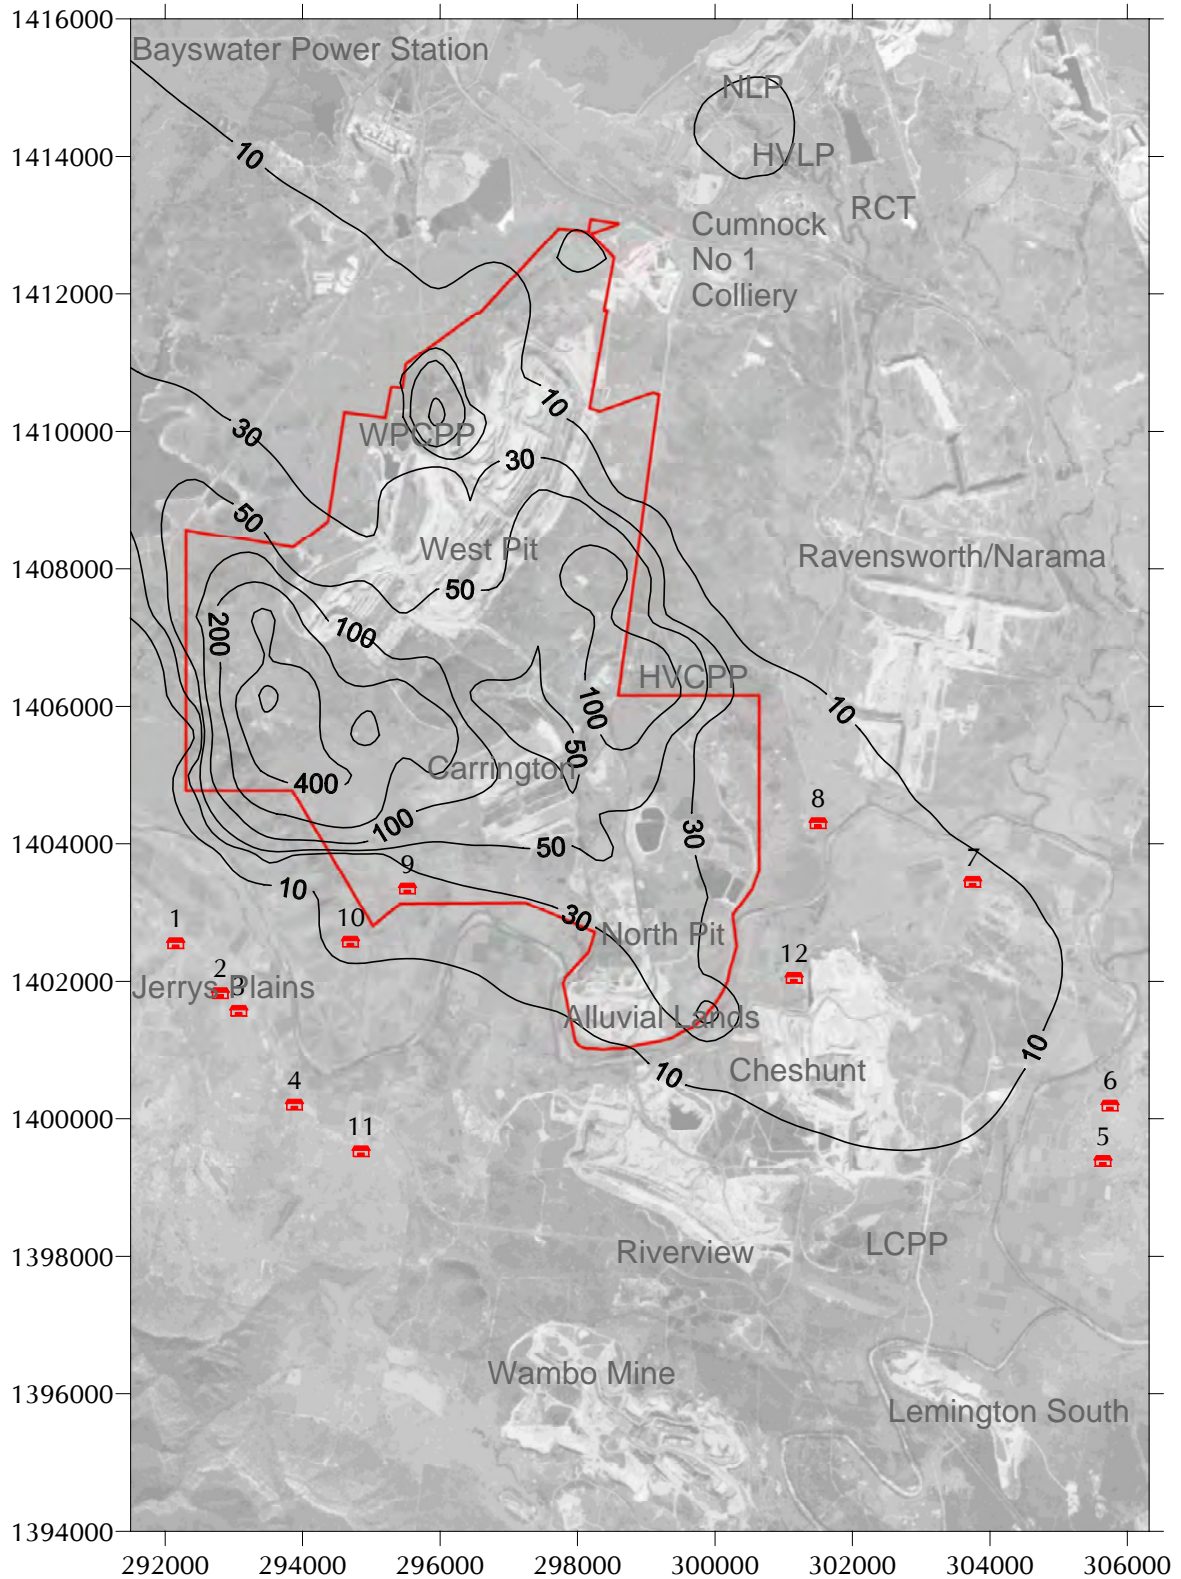 1416000
Bayswater Power Station
NLP
1414000
10
HVLP
RCT
Cumnock
No 1
Colliery
1412000
10
1410000
30
WPCPP
30
50
West Pit
Ravensworth/Narama
1408000
50
200
100
HVCPP
1406000
100
10
50
Carrington
400
8
100
30
1404000
50
7
9
10
1
10
30
North Pit
12
1402000
2
Jerrys Plains
3
Alluvial Lands
10
10
Cheshunt
4
6
1400000
11
5
LCPP
Riverview
1398000
Wambo Mine
1396000
Lemington South
1394000
292000 294000 296000 298000 300000 302000 304000 306000